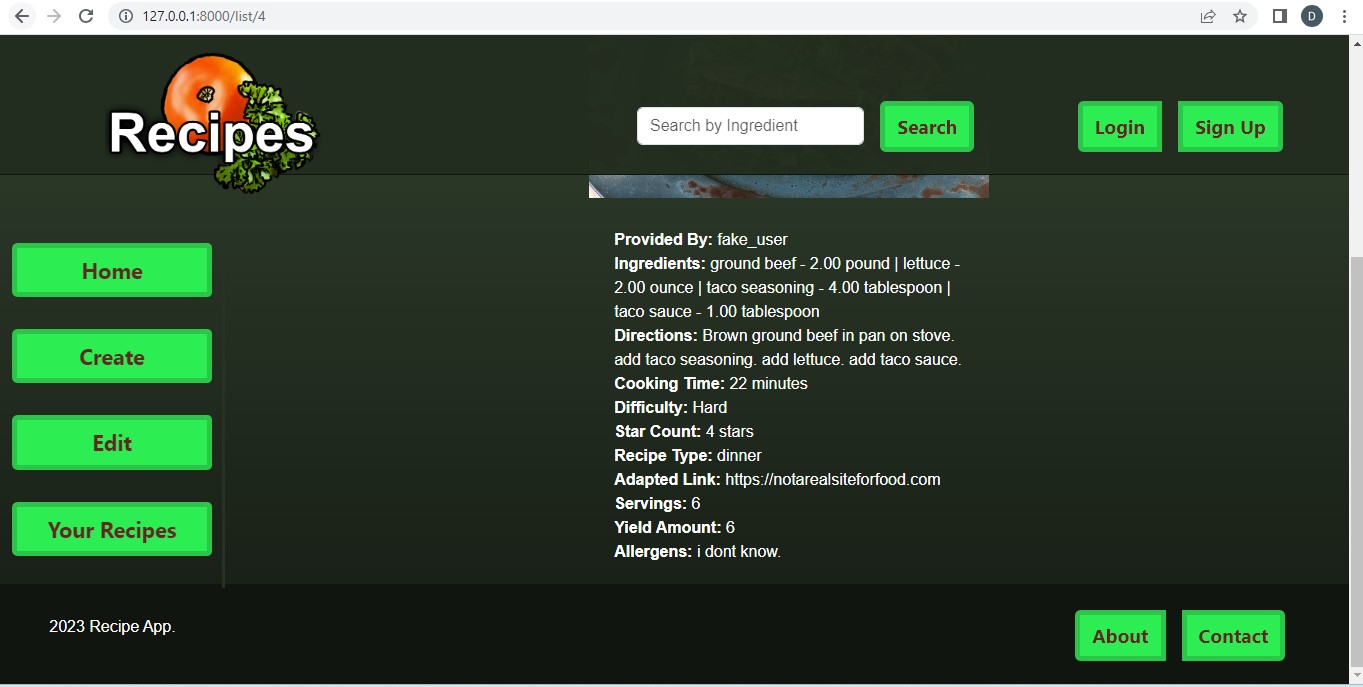 127.0.0.1:8000/list/4
D
Recipes
Search by Ingredient
Search
Login
Sign Up
Home
Create
Edit
Your Recipes
Provided By: fake_user
Ingredients: ground beef - 2.00 pound | lettuce -
2.00 ounce | taco seasoning - 4.00 tablespoon |
taco sauce - 1.00 tablespoon
Directions: Brown ground beef in pan on stove.
add taco seasoning. add lettuce. add taco sauce.
Cooking Time: 22 minutes
Difficulty: Hard
Star Count: 4 stars
Recipe Type: dinner
Adapted Link: https://notarealsiteforfood.com
Servings: 6
Yield Amount: 6
Allergens: i dont know.
2023 Recipe App.
About
Contact